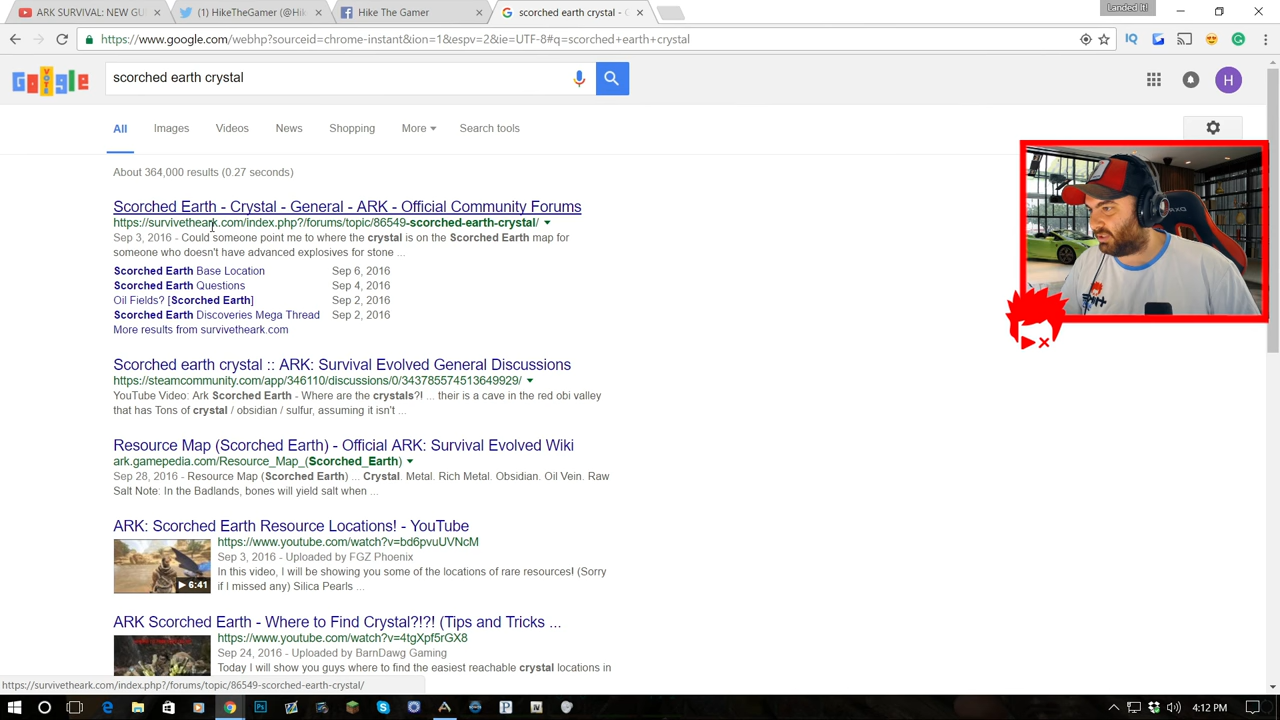 ARK SURVIVAL: NEW GU
(1) HikeTheGamer (@Hik
Hike The Gamer
scorched earth crystal - G
Landed It!
https://www.google.com/webhp?sourceid=chrome-instant&ion=1&espv=2&ie=UTF-8#q=scorched+earth+crystal
VOTE
scorched earth crystal
H
All Images Videos News Shopping More Search tools
About 364,000 results (0.27 seconds)
Scorched Earth - Crystal - General - ARK - Official Community Forums
https://survivetheark.com/index.php?/forums/topic/86549-scorched-earth-crystal/
Sep 3, 2016 - Could someone point me to where the crystal is on the Scorched Earth map for
someone who doesn't have advanced explosives for stone ...
Scorched Earth Base Location Sep 6, 2016
Scorched Earth Questions Sep 4, 2016
Oil Fields? [Scorched Earth] Sep 2, 2016
Scorched Earth Discoveries Mega Thread Sep 2, 2016
More results from survivetheark.com
Scorched earth crystal :: ARK: Survival Evolved General Discussions
https://steamcommunity.com/app/346110/discussions/0/343785574513649929/
YouTube Video: Ark Scorched Earth - Where are the crystals?! ... their is a cave in the red obi valley
that has Tons of crystal / obsidian / sulfur, assuming it isn't ...
Resource Map (Scorched Earth) - Official ARK: Survival Evolved Wiki
ark.gamepedia.com/Resource_Map_(Scorched_Earth)
Sep 28, 2016 - Resource Map (Scorched Earth) ... Crystal. Metal. Rich Metal. Obsidian. Oil Vein. Raw
Salt Note: In the Badlands, bones will yield salt when ...
ARK: Scorched Earth Resource Locations! - YouTube
https://www.youtube.com/watch?v=bd6pvuUVNcM
Sep 3, 2016 - Uploaded by FGZ Phoenix
In this video, I will be showing you some of the locations of rare resources! (Sorry
if I missed any) Silica Pearls ...
6:41
ARK Scorched Earth - Where to Find Crystal?!?! (Tips and Tricks ...
https://www.youtube.com/watch?v=4tgXpf5rGX8
Sep 24, 2016 - Uploaded by BarnDawg Gaming
Today I will show you guys where to find the easiest reachable crystal locations in
https://survivetheark.com/index.php?/forums/topic/86549-scorched-earth-crystal/
4:12 PM